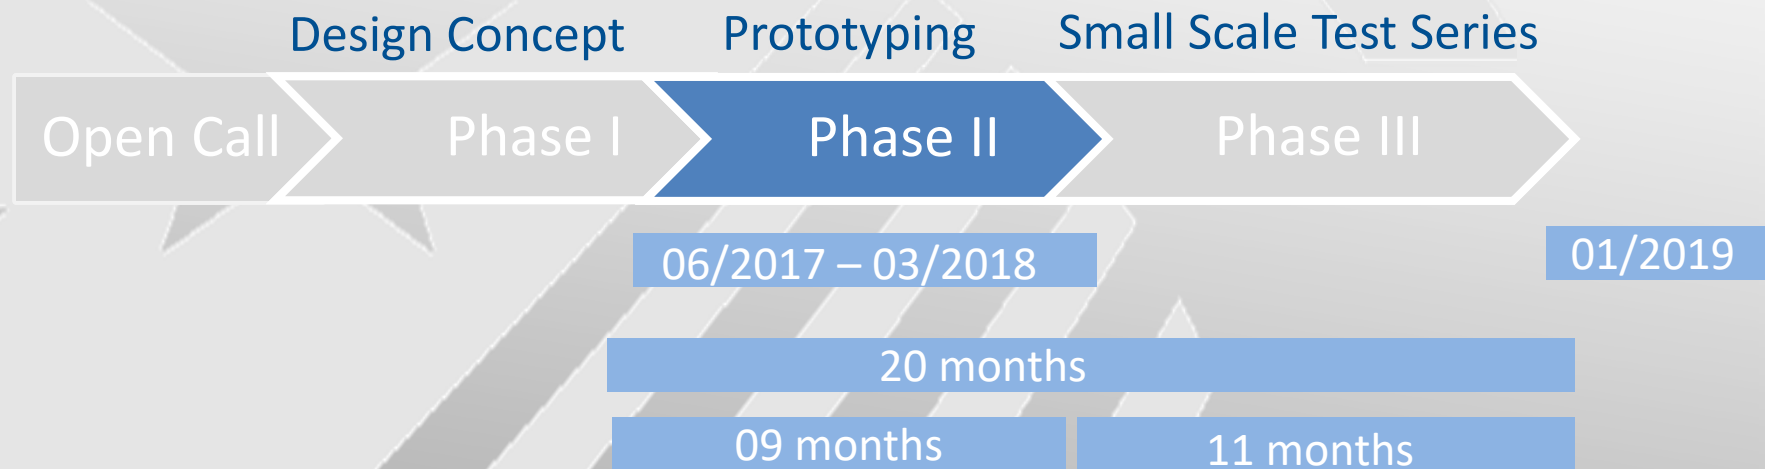 Design Concept
Prototyping
Small Scale Test Series
Open Call
Phase I
Phase II
Phase III
06/2017 – 03/2018
01/2019
20 months
09 months
11 months